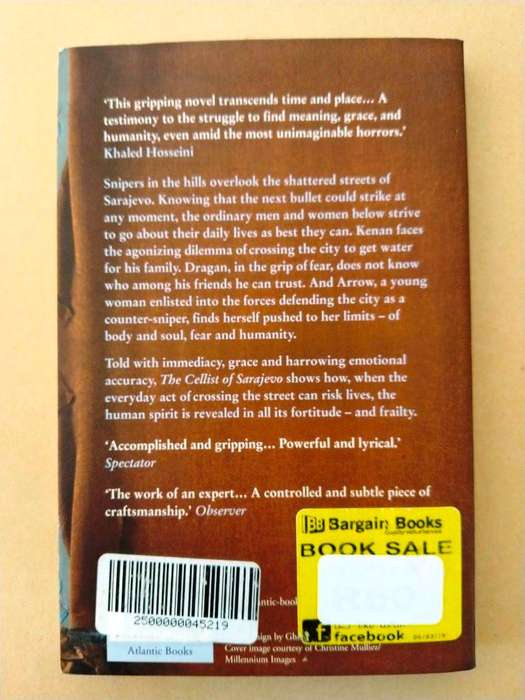 ‘This gripping novel transcends time and place... A
testimony to the struggle to find meaning, grace, and
humanity, even amid the most unimaginable horrors.’
Khaled Hosseini
Snipers in the hills overlook the shattered streets of
Sarajevo. Knowing that the next bullet could strike at
any moment, the ordinary men and women below strive
to go about their daily lives as best they can. Kenan faces
the agonizing dilemma of crossing the city to get water
for his family. Dragan, in the grip of fear, does not know
who among his friends he can trust. And Arrow, a young
woman enlisted into the forces defending the city as a
counter-sniper, finds herself pushed to her limits – of
body and soul, fear and humanity.
Told with immediacy, grace and harrowing emotional
accuracy, The Cellist of Sarajevo shows how, when the
everyday act of crossing the street can risk lives, the
human spirit is revealed in all its fortitude – and frailty.
‘Accomplished and gripping... Powerful and lyrical.’
Spectator
‘The work of an expert... A controlled and subtle piece of
craftsmanship.’ Observer
BB Bargain Books
BOOK SALE
facebook
2500000045219
Atlantic Books
Cover image courtesy of Christine
Millennium Images